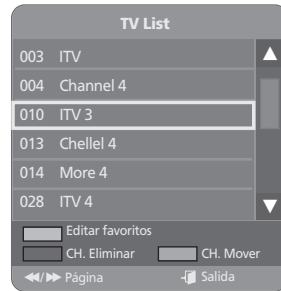 TV List
003 ITV
004 Channel 4
010 ITV 3
013 Chellel 4
014 More 4
028 ITV 4
Editar favoritos
CH. Eliminar CH. Mover
Página Salida